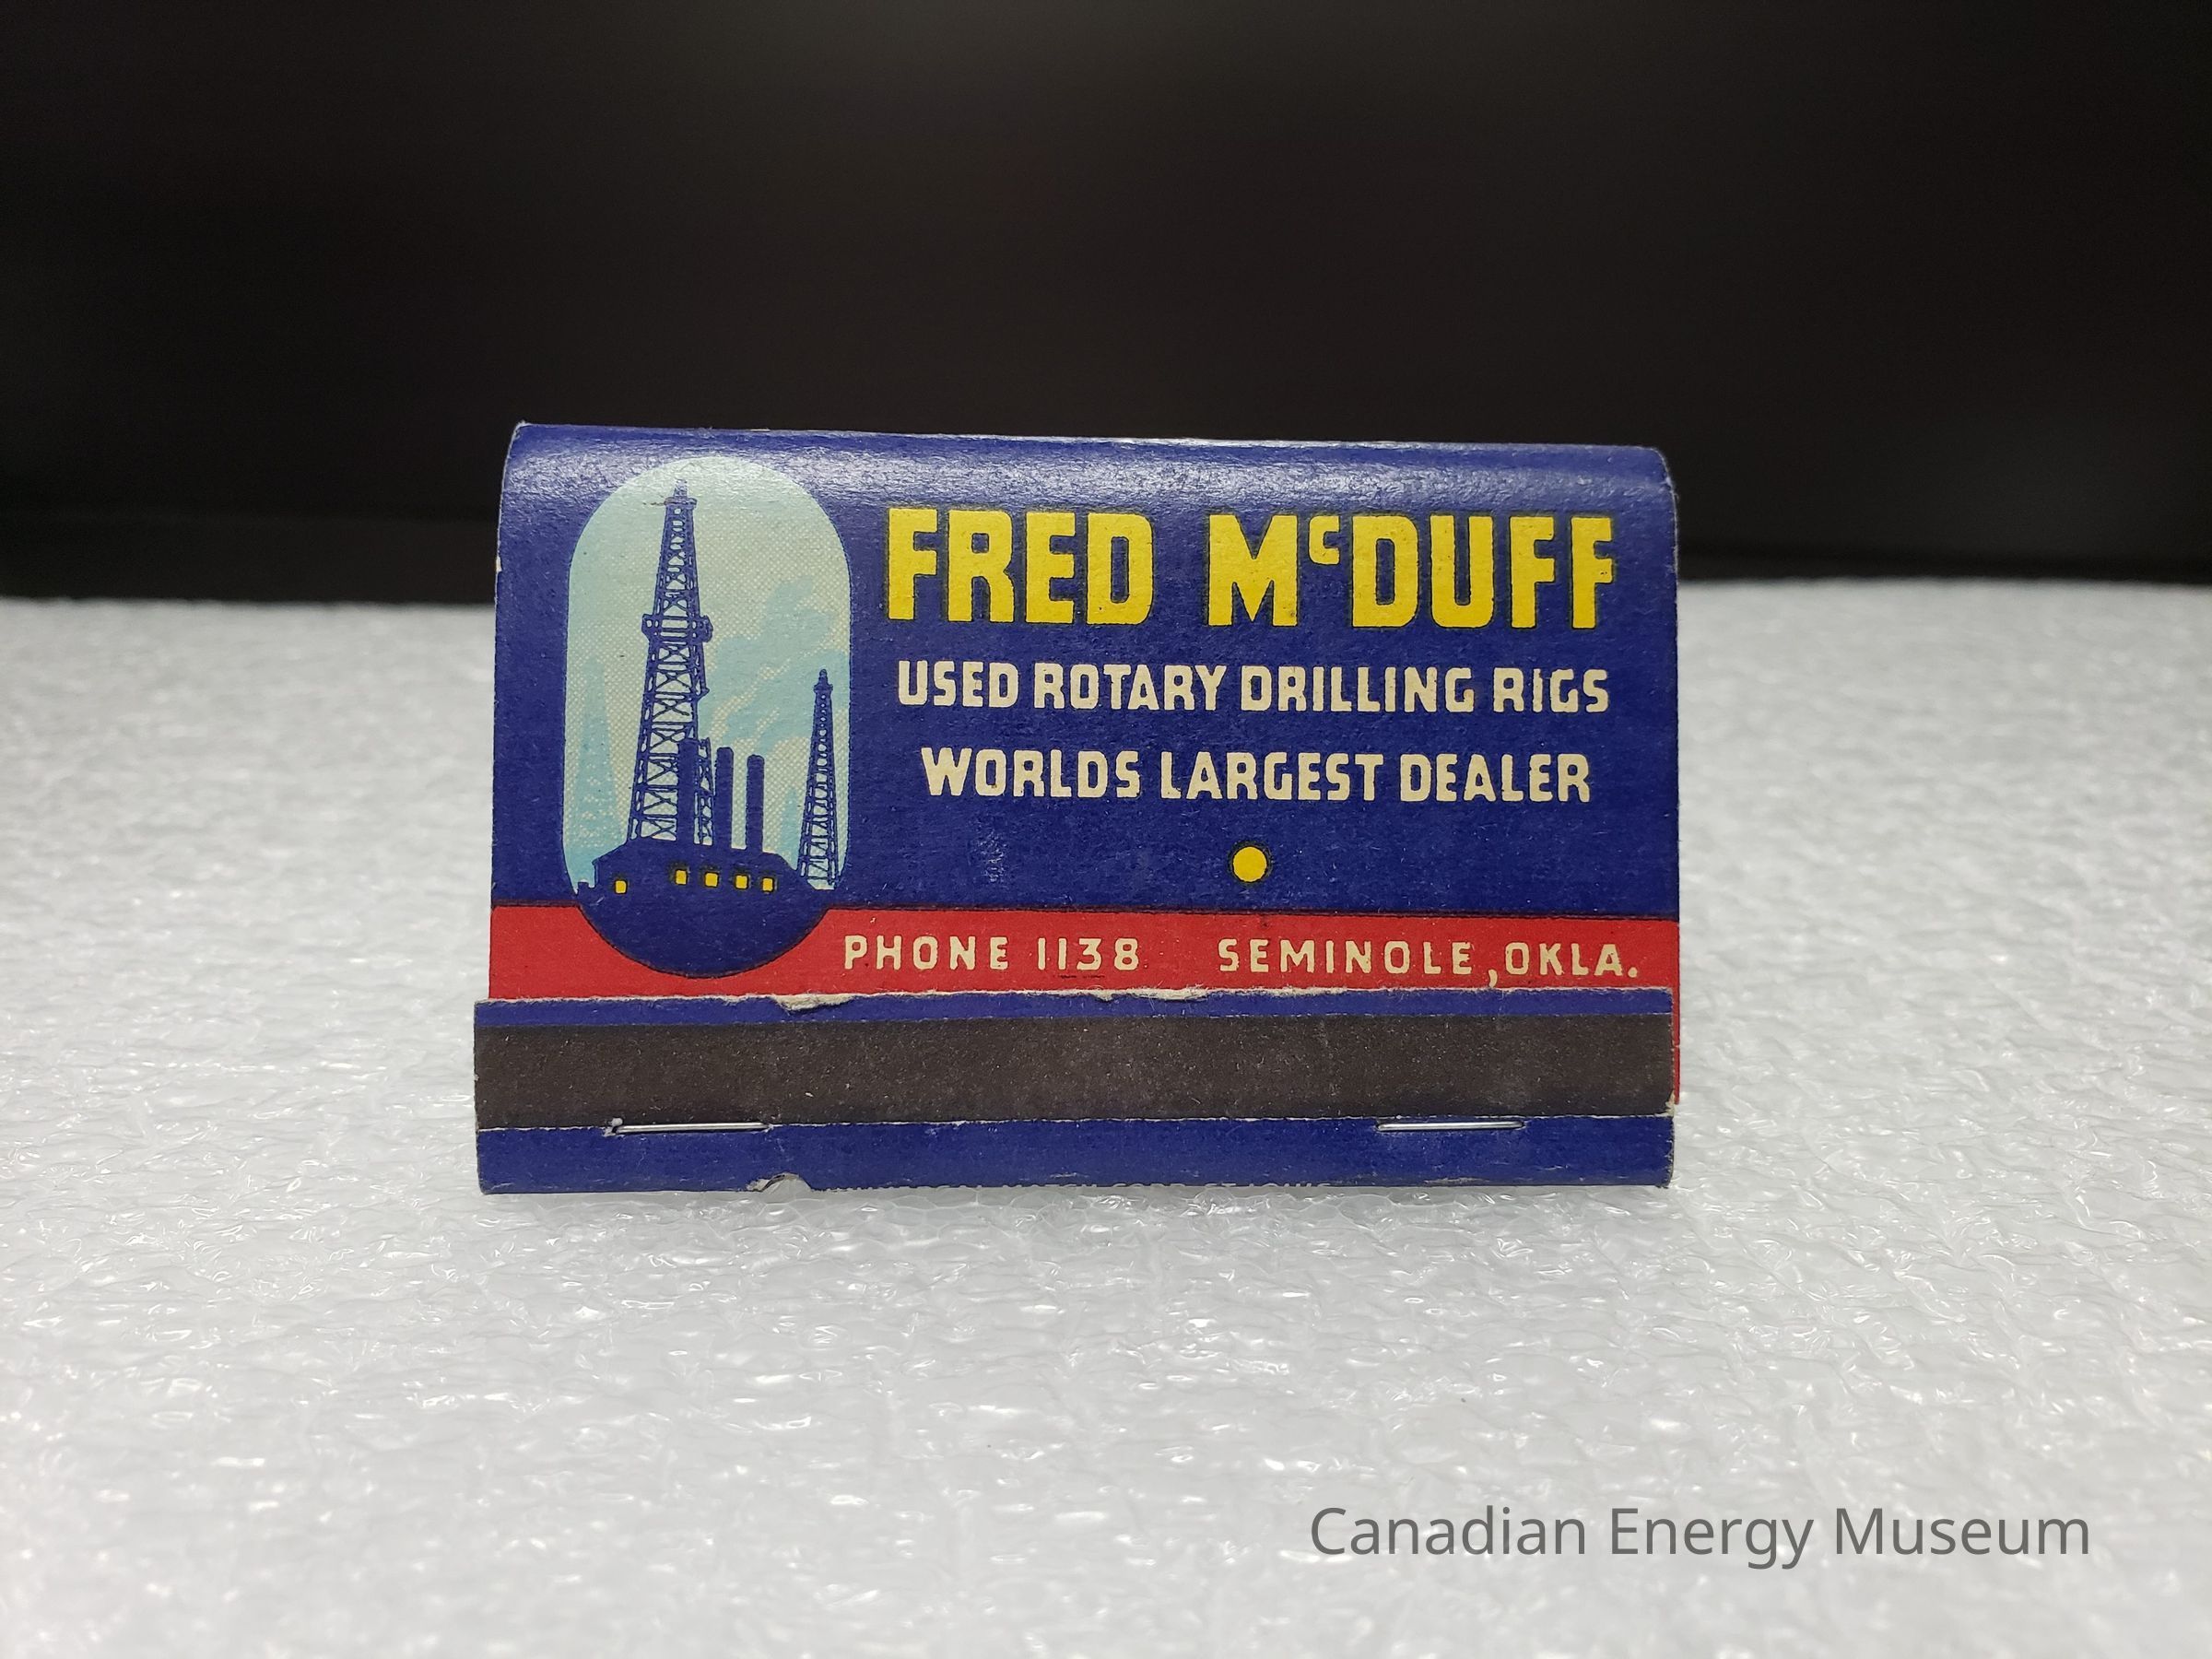 FRED McDUFF
USED ROTARY DRILLING RIGS
WORLDS LARGEST DEALER
PHONE 1138 SEMINOLE, OKLA.
Canadian Energy Museum